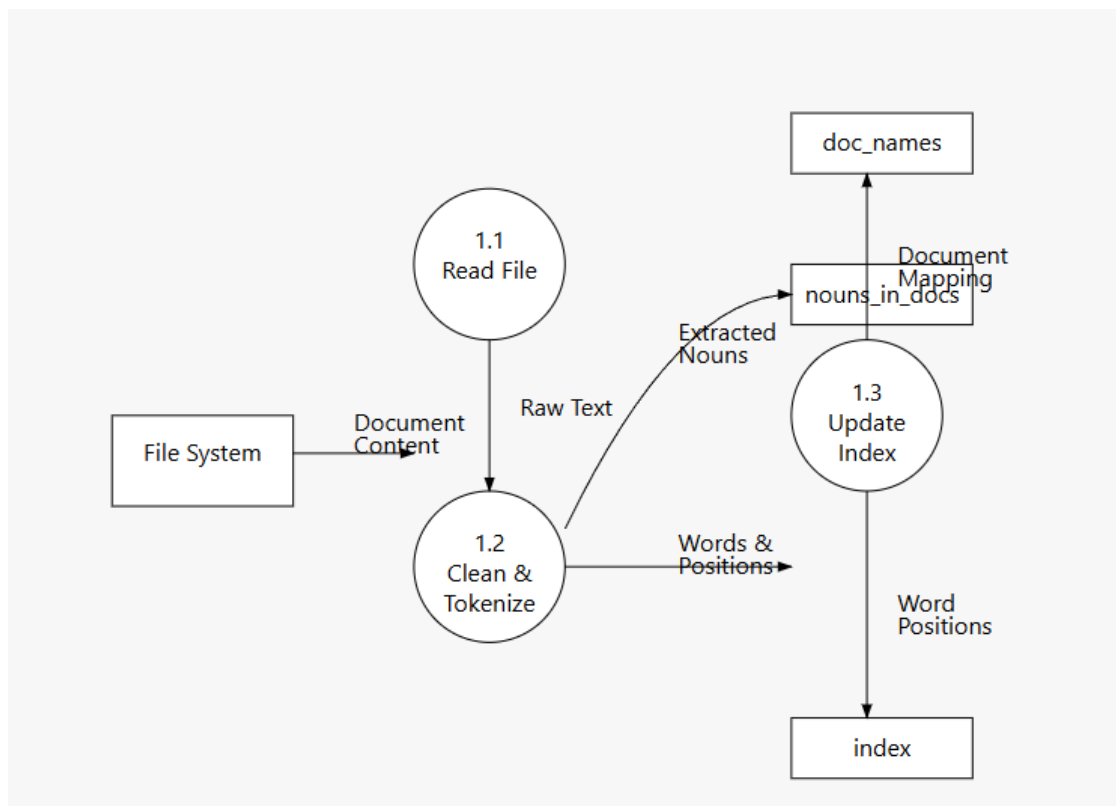 doc_names
1.1
Read File
Document
Mapping
nouns_in_docs
Extracted
Nouns
1.3
Update
Index
Raw Text
Document
Content
File System
1.2
Clean &
Tokenize
Words &
Positions
Word
Positions
index